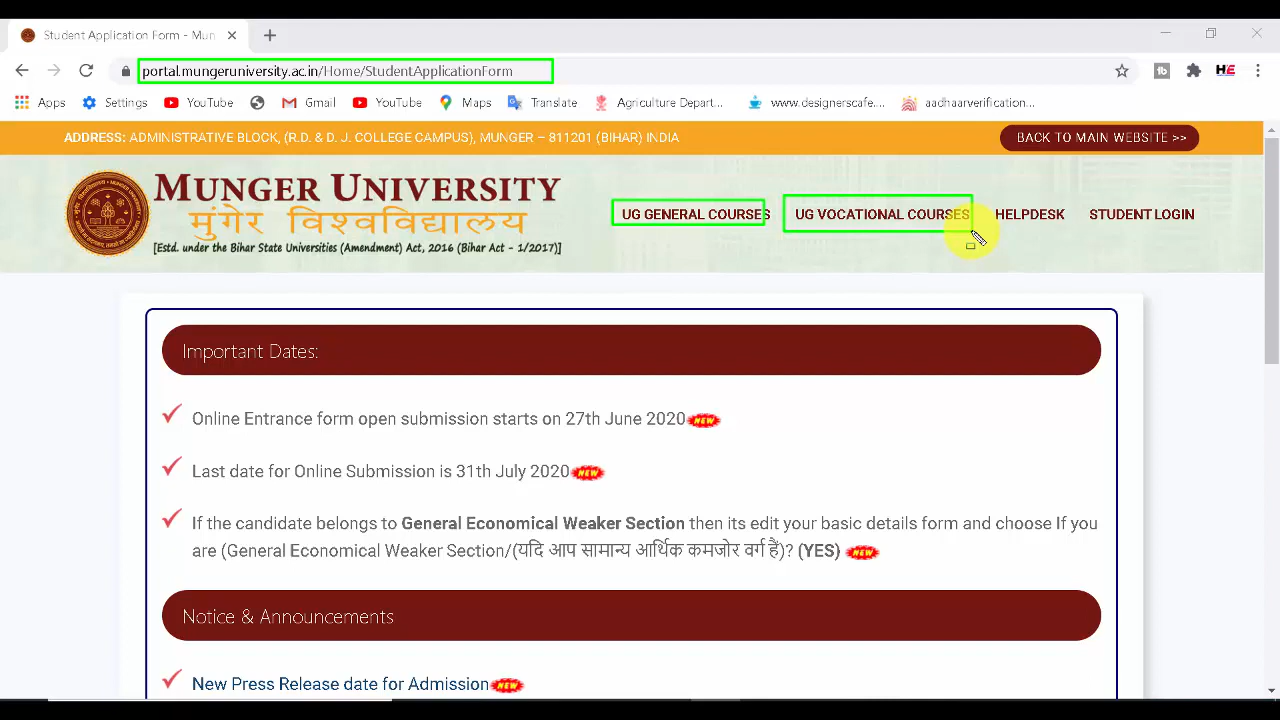 Student Application Form - Mun
portal.mungeruniversity.ac.in/Home/StudentApplicationForm
Apps Settings YouTube Gmail YouTube Maps Translate Agriculture Depart... www.designerscafe.... aadhaarverification...
ADDRESS: ADMINISTRATIVE BLOCK, (R.D. & D. J. COLLEGE CAMPUS), MUNGER – 811201 (BIHAR) INDIA
BACK TO MAIN WEBSITE >>
MUNGER UNIVERSITY
मुंगेर विश्वविद्यालय
[Estd. under the Bihar State Universities (Amendment) Act, 2016 (Bihar Act - 1/2017)]
UG GENERAL COURSES UG VOCATIONAL COURSES HELPDESK STUDENT LOGIN
Important Dates:
Online Entrance form open submission starts on 27th June 2020 NEW
Last date for Online Submission is 31th July 2020 NEW
If the candidate belongs to General Economical Weaker Section then its edit your basic details form and choose If you
are (General Economical Weaker Section/(यदि आप सामान्य आर्थिक कमजोर वर्ग हैं)? (YES) NEW
Notice & Announcements
New Press Release date for Admission NEW